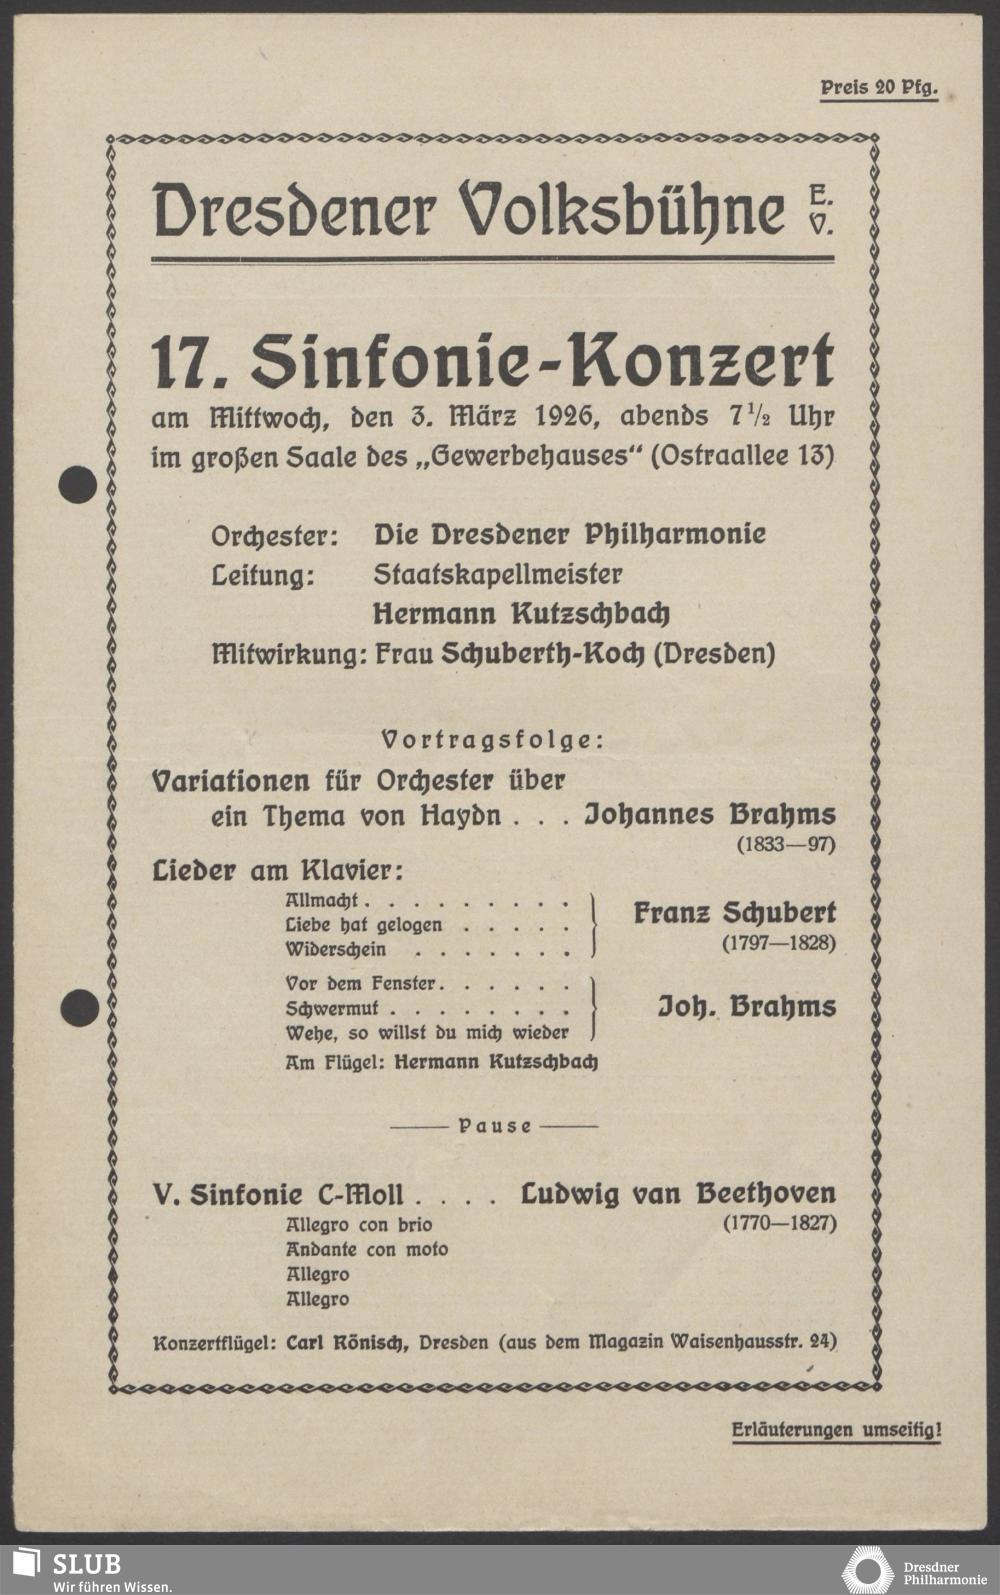 Preis 20 Pfg.
Dresdener Volksbühne E. V.
17. Sinfonie-Konzert
am Mittwoch, den 3. März 1926, abends 7 1/2 Uhr
im großen Saale des „Gewerbehauses“ (Ostraallee 13)
Orchester: Die Dresdener Philharmonie
Leitung: Staatskapellmeister
Hermann Kutzschbach
Mitwirkung: Frau Schuberth-Koch (Dresden)
Vortragsfolge:
Variationen für Orchester über
ein Thema von Haydn . . . Johannes Brahms
(1833—97)
Lieder am Klavier:
Allmacht . . . . . . . . .
Liebe hat gelogen . . . . . Franz Schubert
Widerschein . . . . . . . (1797—1828)
Vor dem Fenster . . . . . .
Schwermut . . . . . . . . Joh. Brahms
Wehe, so willst du mich wieder
Am Flügel: Hermann Kutzschbach
Pause
V. Sinfonie C-Moll . . . . Ludwig van Beethoven
Allegro con brio (1770—1827)
Andante con moto
Allegro
Allegro
Konzertflügel: Carl Rönisch, Dresden (aus dem Magazin Waisenhausstr. 24)
Erläuterungen umseitig!
SLUB
Wir führen Wissen.
Dresdner
Philharmonie